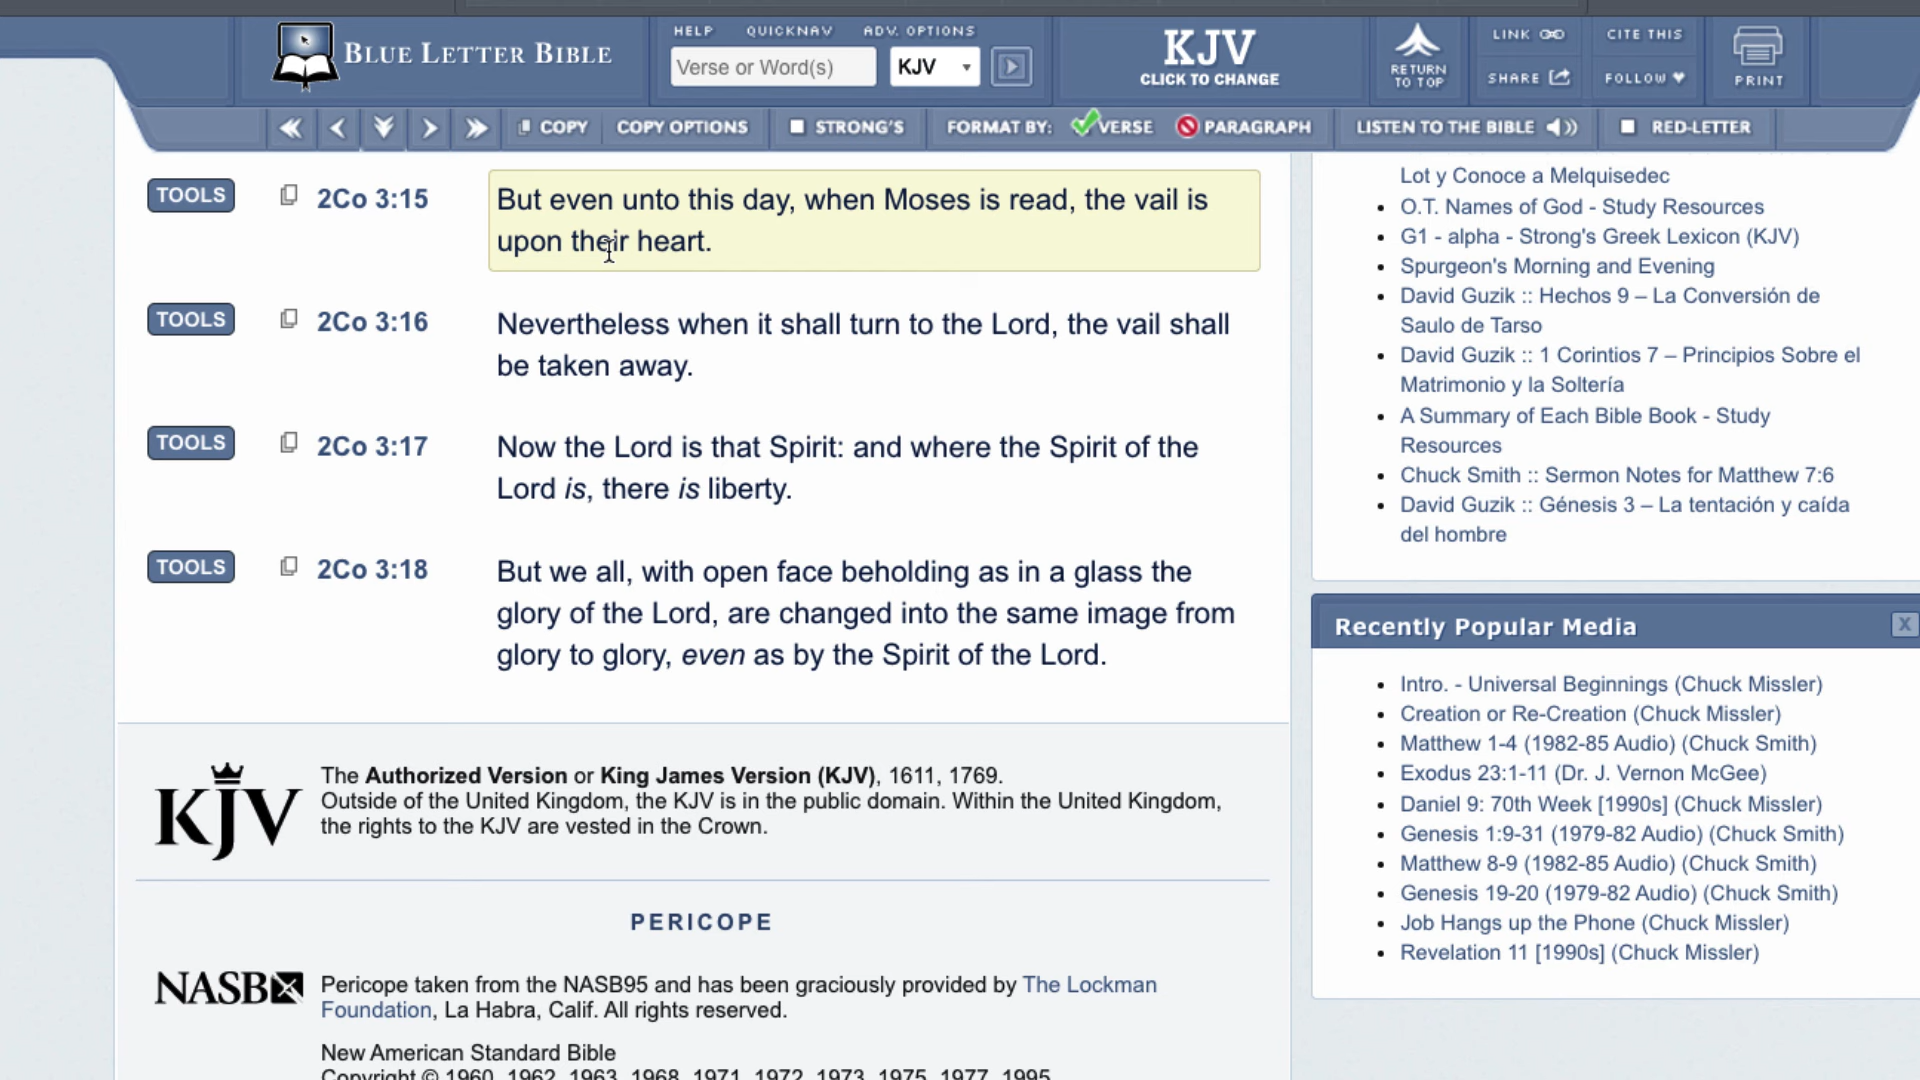 BLUE LETTER BIBLE
HELP QUICKNAV ADV. OPTIONS
Verse or Word(s) KJV
KJV
CLICK TO CHANGE
RETURN
TO TOP
LINK
SHARE
CITE THIS
FOLLOW
PRINT
COPY COPY OPTIONS STRONG'S FORMAT BY: VERSE PARAGRAPH LISTEN TO THE BIBLE RED-LETTER
TOOLS 2Co 3:15 But even unto this day, when Moses is read, the vail is
upon their heart.
TOOLS 2Co 3:16 Nevertheless when it shall turn to the Lord, the vail shall
be taken away.
TOOLS 2Co 3:17 Now the Lord is that Spirit: and where the Spirit of the
Lord is, there is liberty.
TOOLS 2Co 3:18 But we all, with open face beholding as in a glass the
glory of the Lord, are changed into the same image from
glory to glory, even as by the Spirit of the Lord.
KJV
The Authorized Version or King James Version (KJV), 1611, 1769.
Outside of the United Kingdom, the KJV is in the public domain. Within the United Kingdom,
the rights to the KJV are vested in the Crown.
PERICOPE
NASB
Pericope taken from the NASB95 and has been graciously provided by The Lockman
Foundation, La Habra, Calif. All rights reserved.
New American Standard Bible
Copyright © 1960, 1962, 1963, 1968, 1971, 1972, 1973, 1975, 1977, 1995
Lot y Conoce a Melquisedec
O.T. Names of God - Study Resources
G1 - alpha - Strong's Greek Lexicon (KJV)
Spurgeon's Morning and Evening
David Guzik :: Hechos 9 – La Conversión de
Saulo de Tarso
David Guzik :: 1 Corintios 7 – Principios Sobre el
Matrimonio y la Soltería
A Summary of Each Bible Book - Study
Resources
Chuck Smith :: Sermon Notes for Matthew 7:6
David Guzik :: Génesis 3 – La tentación y caída
del hombre
Recently Popular Media X
Intro. - Universal Beginnings (Chuck Missler)
Creation or Re-Creation (Chuck Missler)
Matthew 1-4 (1982-85 Audio) (Chuck Smith)
Exodus 23:1-11 (Dr. J. Vernon McGee)
Daniel 9: 70th Week [1990s] (Chuck Missler)
Genesis 1:9-31 (1979-82 Audio) (Chuck Smith)
Matthew 8-9 (1982-85 Audio) (Chuck Smith)
Genesis 19-20 (1979-82 Audio) (Chuck Smith)
Job Hangs up the Phone (Chuck Missler)
Revelation 11 [1990s] (Chuck Missler)